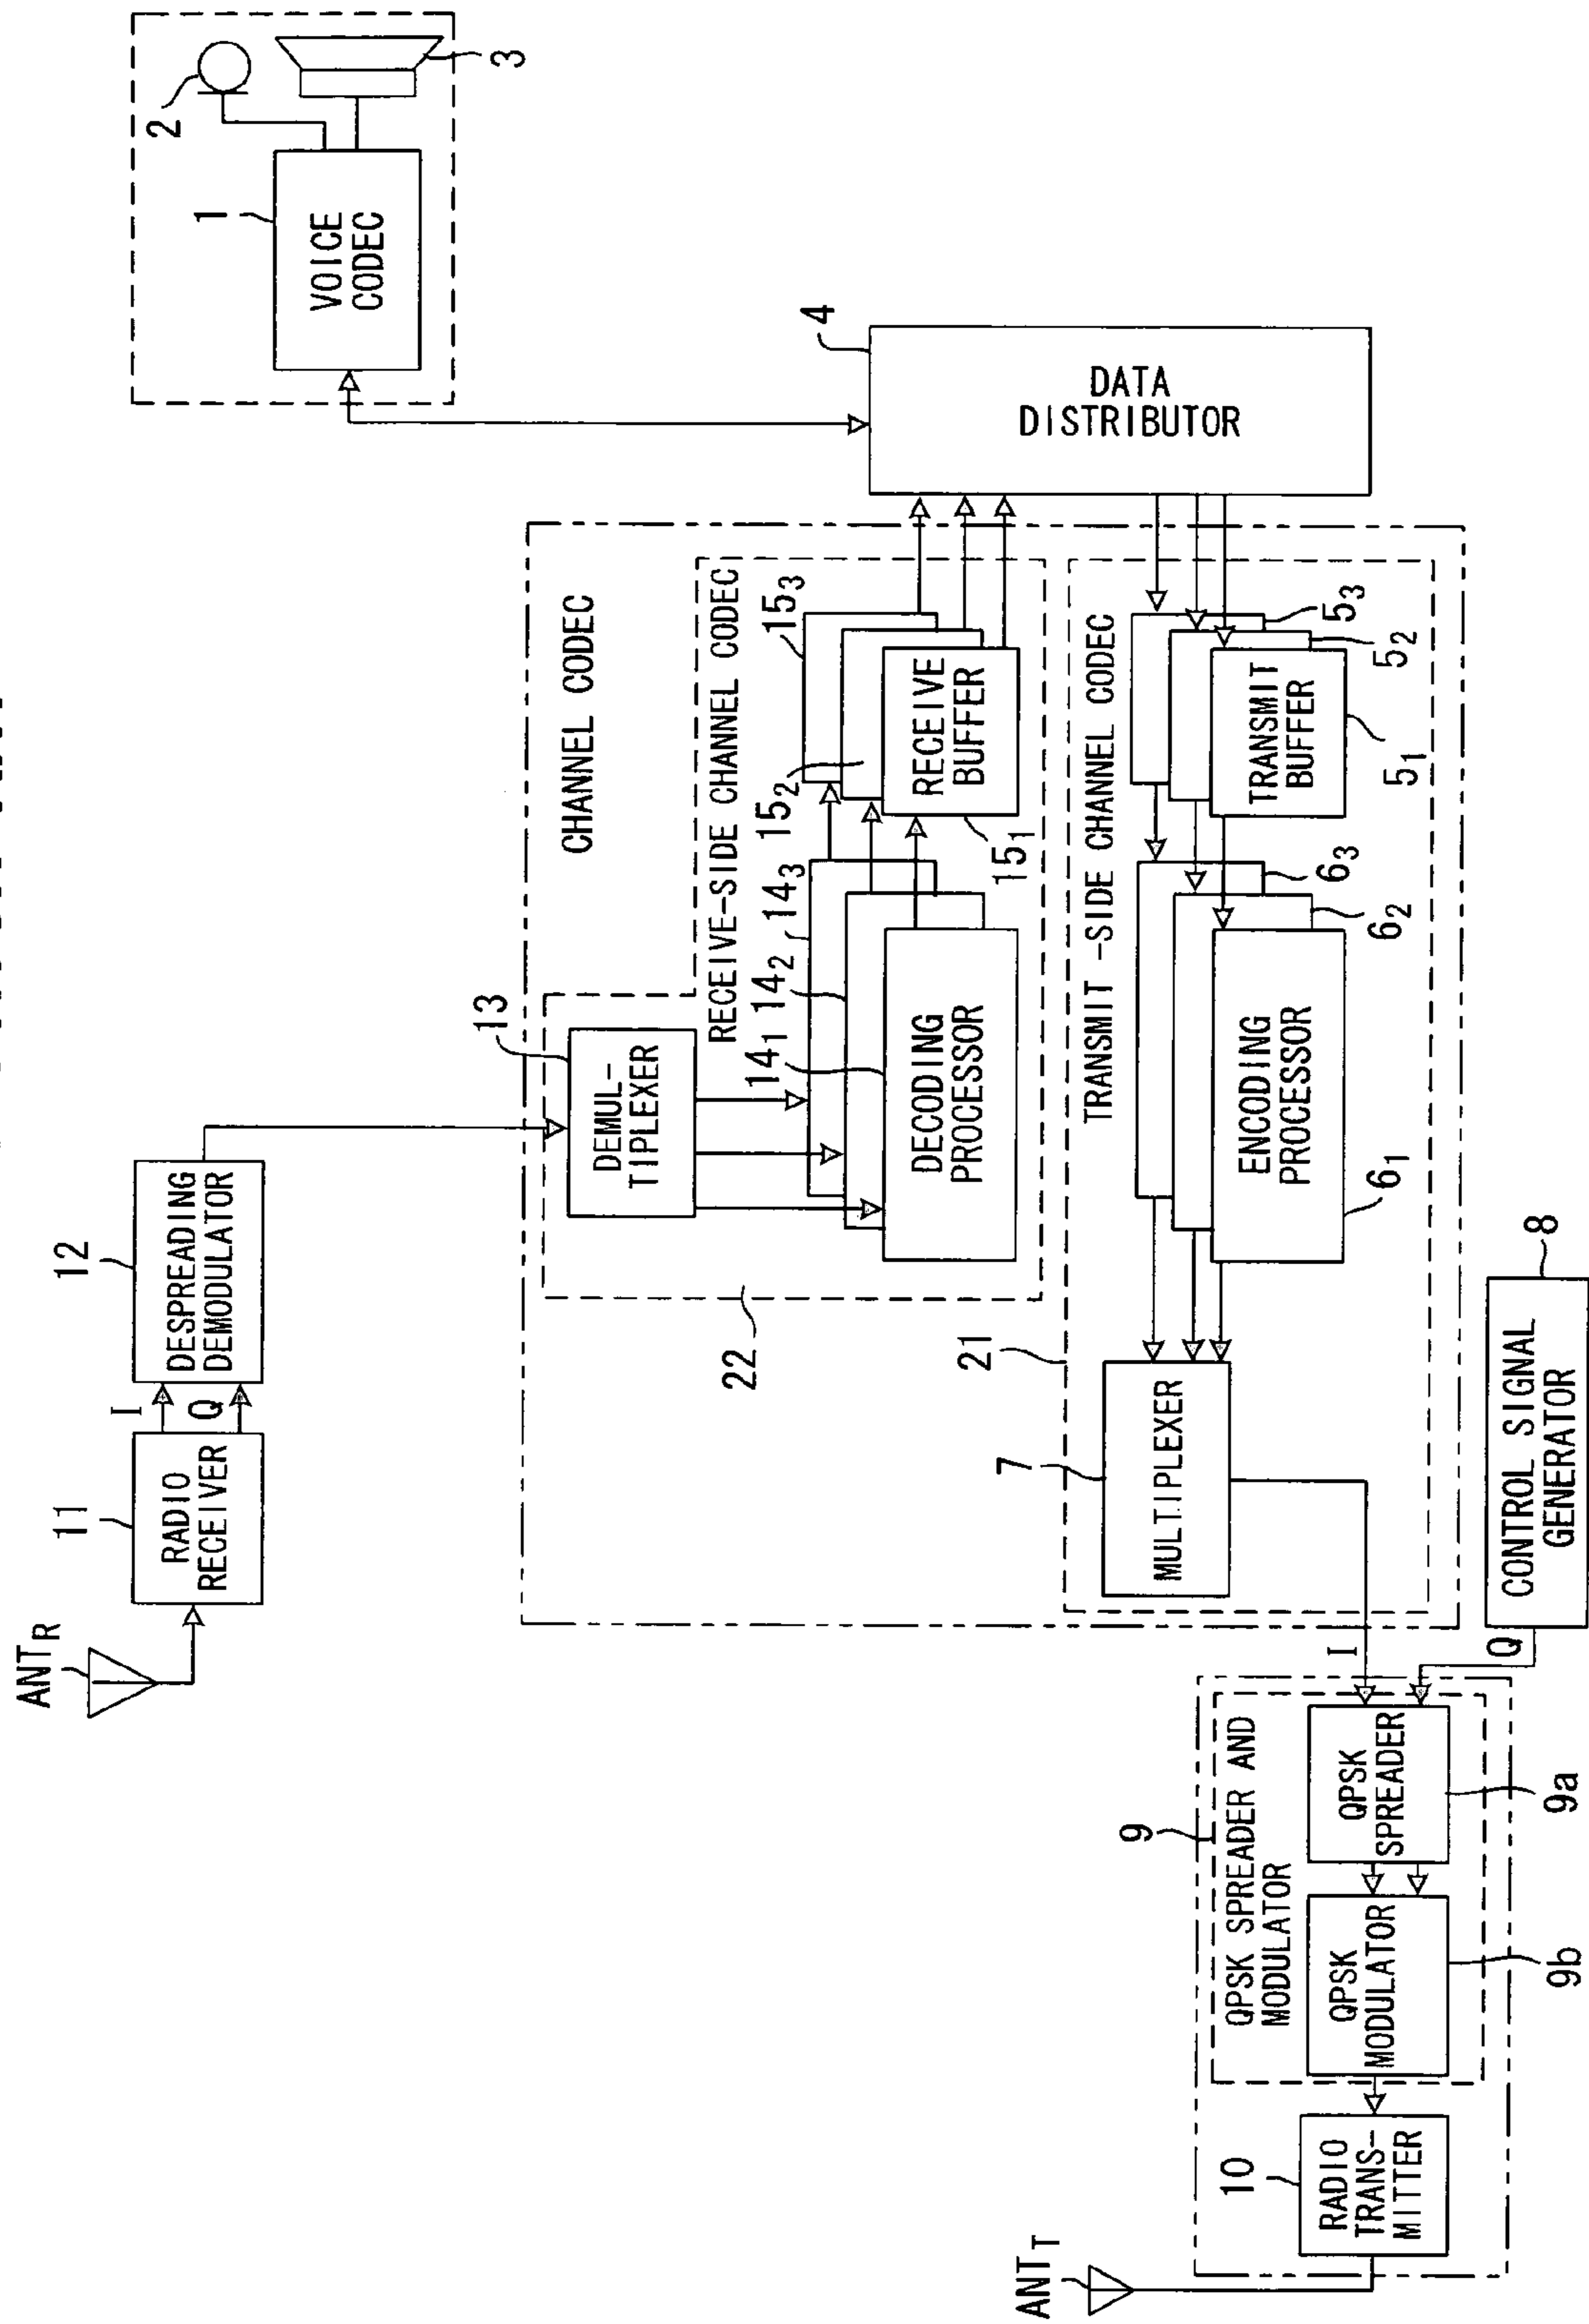 ANTR
11
RADIO
RECEIVER
I
Q
12
DESPREADING
DEMODULATOR
2
3
1
VOICE
CODEC
4
DATA
DISTRIBUTOR
CHANNEL CODEC
RECEIVE-SIDE CHANNEL CODEC
13
DEMUL-
TIPLEXER
22
141
142
143
DECODING
PROCESSOR
151
152
153
RECEIVE
BUFFER
TRANSMIT -SIDE CHANNEL CODEC
21
7
MULTIPLEXER
ENCODING
PROCESSOR
61
62
63
TRANSMIT
BUFFER
51
52
53
8
CONTROL SIGNAL
GENERATOR
I
Q
9
QPSK SPREADER AND
MODULATOR
QPSK
SPREADER
9a
QPSK
MODULATOR
9b
10
RADIO
TRANS-
MITTER
ANTT